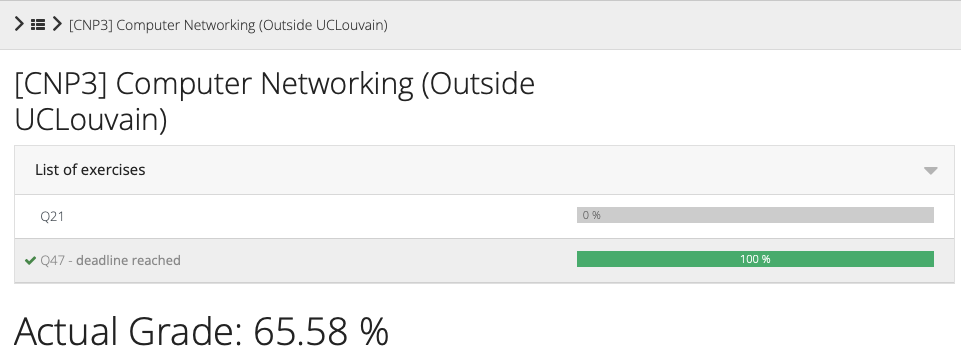 [CNP3] Computer Networking (Outside UCLouvain)
[CNP3] Computer Networking (Outside
UCLouvain)
List of exercises
Q21
0 %
Q47 - deadline reached
100 %
Actual Grade: 65.58 %